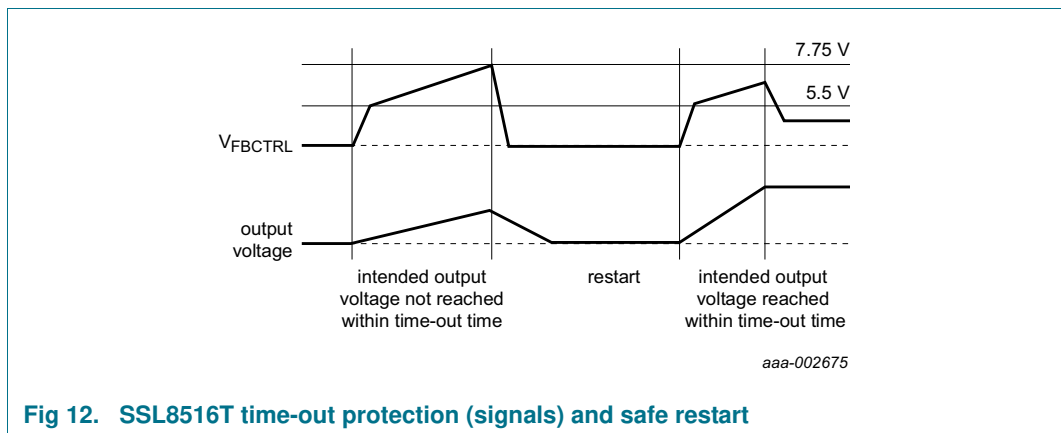 7.75 V
5.5 V
VFBCTRL
output
voltage
intended output
voltage not reached
within time-out time
restart
intended output
voltage reached
within time-out time
aaa-002675
Fig 12. SSL8516T time-out protection (signals) and safe restart